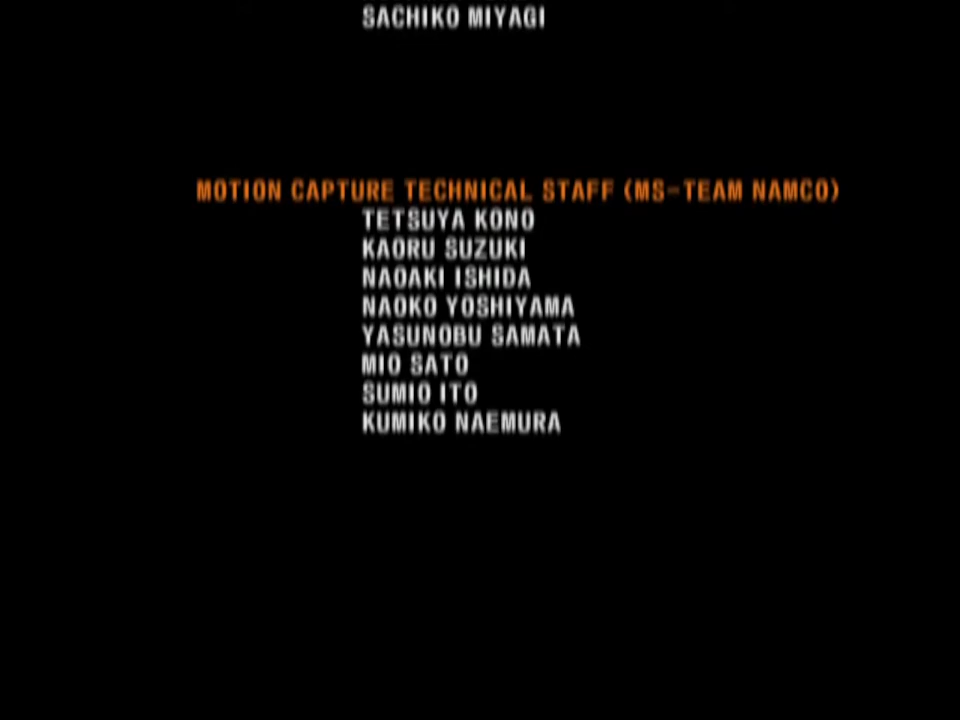 SACHIKO MIYAGI
MOTION CAPTURE TECHNICAL STAFF (MS-TEAM NAMCO)
TETSUYA KONO
KAORU SUZUKI
NAOAKI ISHIDA
NAOKO YOSHIYAMA
YASUNOBU SAMATA
MIO SATO
SUMIO ITO
KUMIKO NAEMURA